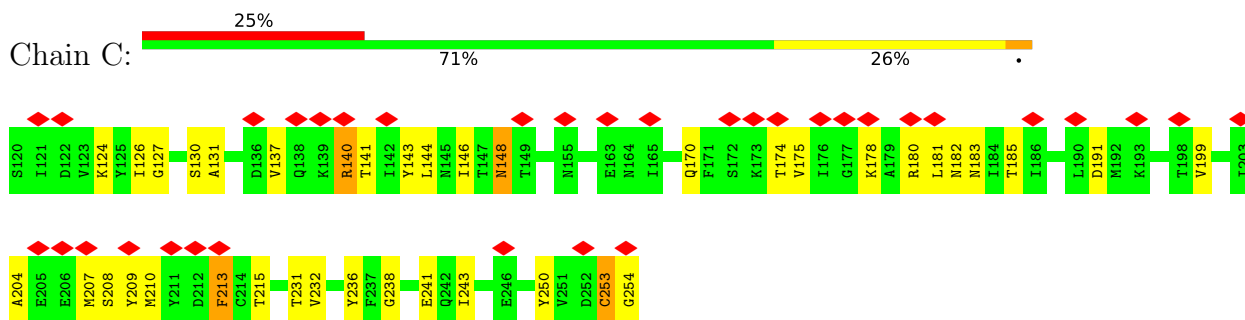 25%
Chain C:
71% 26% •
S120 I121 D122 V123 K124 Y125 I126 G127 S130 A131 D136 V137 Q138 K139 R140 T141 I142 Y143 L144 N145 I146 T147 N148 T149 N155 E163 N164 I165 Q170 F171 S172 K173 T174 V175 I176 G177 K178 A179 R180 L181 N182 N183 I184 T185 I186 L190 D191 M192 K193 T198 V199 I203
A204 E205 E206 M207 S208 Y209 M210 Y211 D212 F213 C214 T215 T231 V232 Y236 F237 G238 E241 Q242 I243 E246 Y250 V251 D252 C253 G254